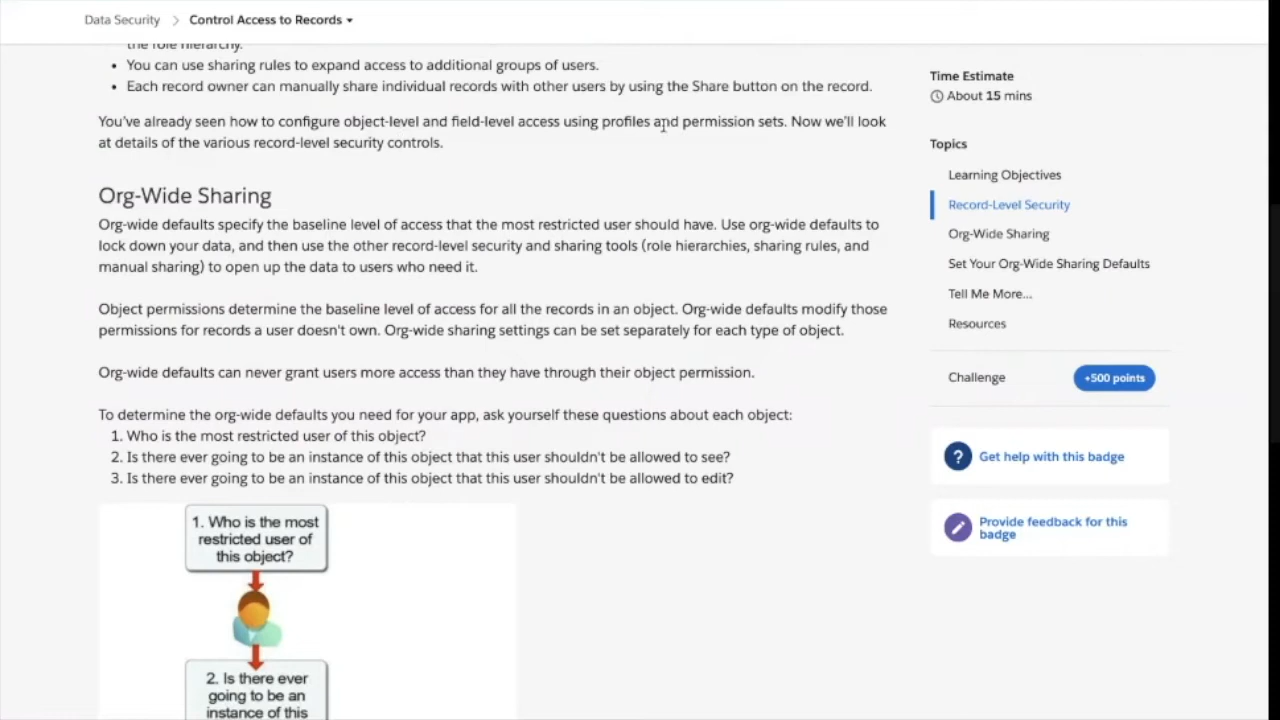 Data Security > Control Access to Records
the role hierarchy.
• You can use sharing rules to expand access to additional groups of users.
• Each record owner can manually share individual records with other users by using the Share button on the record.
You've already seen how to configure object-level and field-level access using profiles and permission sets. Now we'll look
at details of the various record-level security controls.
Org-Wide Sharing
Org-wide defaults specify the baseline level of access that the most restricted user should have. Use org-wide defaults to
lock down your data, and then use the other record-level security and sharing tools (role hierarchies, sharing rules, and
manual sharing) to open up the data to users who need it.
Object permissions determine the baseline level of access for all the records in an object. Org-wide defaults modify those
permissions for records a user doesn't own. Org-wide sharing settings can be set separately for each type of object.
Org-wide defaults can never grant users more access than they have through their object permission.
To determine the org-wide defaults you need for your app, ask yourself these questions about each object:
1. Who is the most restricted user of this object?
2. Is there ever going to be an instance of this object that this user shouldn't be allowed to see?
3. Is there ever going to be an instance of this object that this user shouldn't be allowed to edit?
1. Who is the most
restricted user of
this object?
2. Is there ever
going to be an
instance of this
Time Estimate
About 15 mins
Topics
Learning Objectives
Record-Level Security
Org-Wide Sharing
Set Your Org-Wide Sharing Defaults
Tell Me More...
Resources
Challenge +500 points
? Get help with this badge
Provide feedback for this
badge